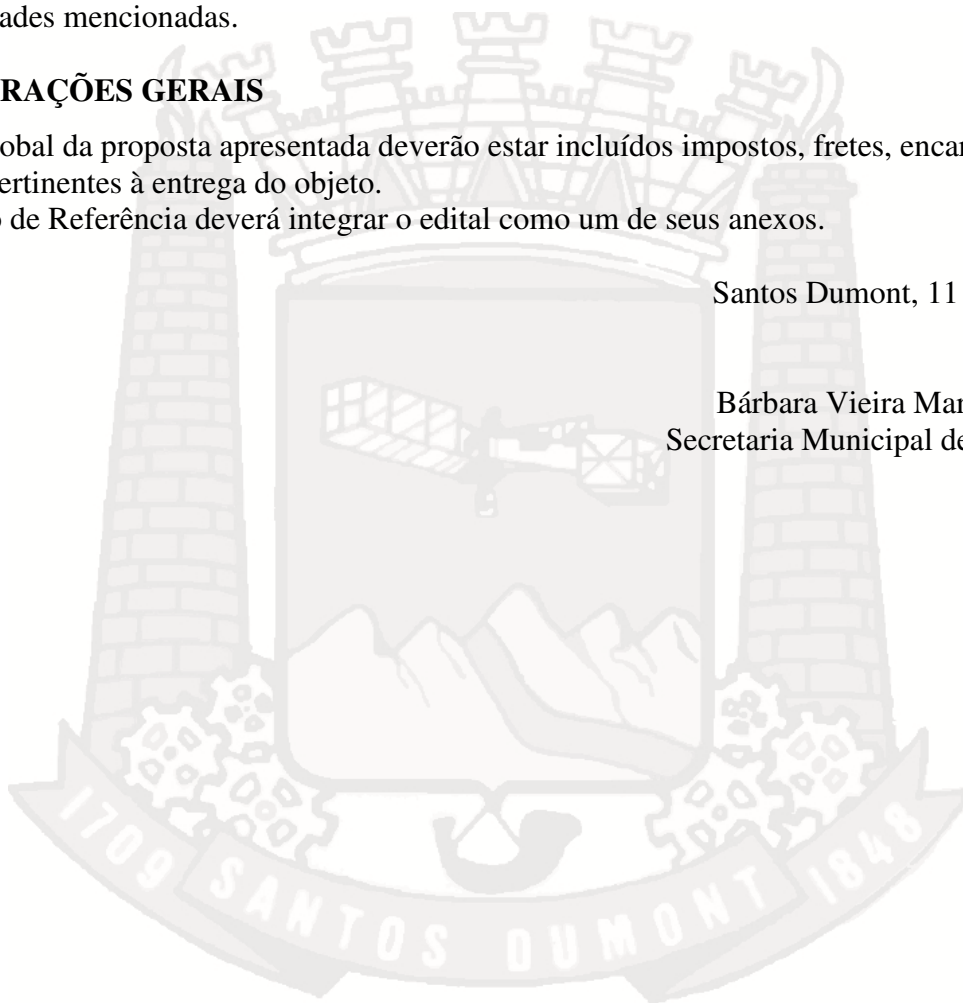 ades mencionadas.
RAÇÕES GERAIS
obal da proposta apresentada deverão estar incluídos impostos, fretes, encar
ertinentes à entrega do objeto.
o de Referência deverá integrar o edital como um de seus anexos.
Santos Dumont, 11
Bárbara Vieira Mar
Secretaria Municipal de
1709 SANTOS DUMONT 1848